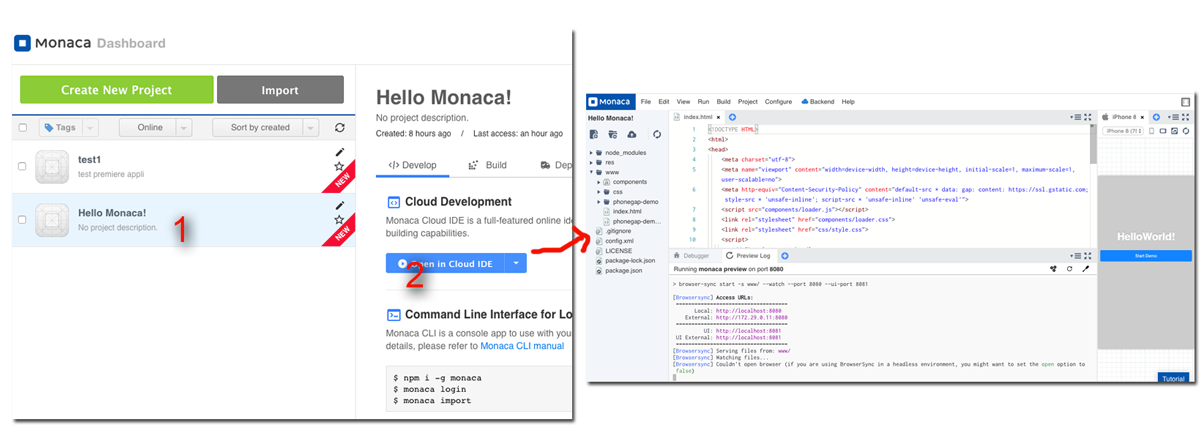 Monaca Dashboard
Create New Project
Import
Tags
Online
Sort by created
test1
test premiere appli
NEW
Hello Monaca!
No project description.
NEW
1
Hello Monaca!
No project description.
Created: 8 hours ago / Last access: an hour ago
</> Develop
Build
Dep
Cloud Development
Monaca Cloud IDE is a full-featured online ide
building capabilities.
Open in Cloud IDE
2
Command Line Interface for Lo
Monaca CLI is a console app to use with your
details, please refer to Monaca CLI manual
$ npm i -g monaca
$ monaca login
$ monaca import
Monaca File Edit View Run Build Project Configure Backend Help
Hello Monaca!
node_modules
res
www
components
css
phonegap-demo
index.html
phonegap-dem...
.gitignore
config.xml
LICENSE
package-lock.json
package.json
index.html ×
1 <!DOCTYPE HTML>
2 <html>
3 <head>
4 <meta charset="utf-8">
5 <meta name="viewport" content="width=device-width, height=device-height, initial-scale=1, maximum-scale=1,
user-scalable=no">
6 <meta http-equiv="Content-Security-Policy" content="default-src * data: gap: content: https://ssl.gstatic.com;
style-src * 'unsafe-inline'; script-src * 'unsafe-inline' 'unsafe-eval'">
7 <script src="components/loader.js"></script>
8 <link rel="stylesheet" href="components/loader.css">
9 <link rel="stylesheet" href="css/style.css">
10 <script>
Debugger
Preview Log
Running monaca preview on port 8080
> browser-sync start -s www/ --watch --port 8080 --ui-port 8081
[Browsersync] Access URLs:
Local: http://localhost:8080
External: http://172.29.0.11:8080
UI: http://localhost:8081
UI External: http://localhost:8081
[Browsersync] Serving files from: www/
[Browsersync] Watching files...
[Browsersync] Couldn't open browser (if you are using BrowserSync in a headless environment, you might want to set the open option to
false)
iPhone 8 ×
HelloWorld!
Start Demo
Tutorial